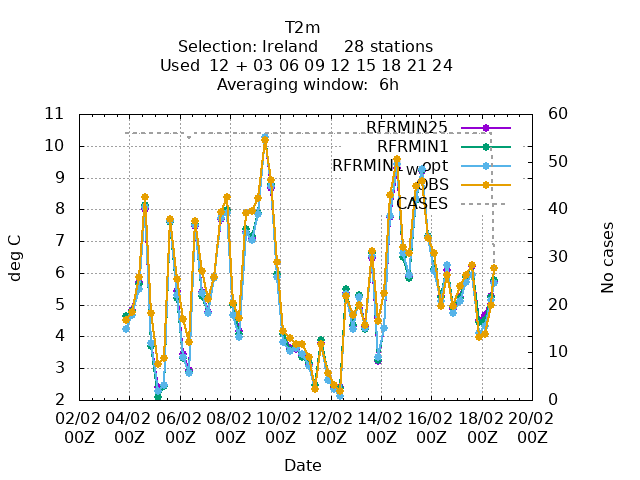 T2m
Selection: Ireland 28 stations
Used 12 + 03 06 09 12 15 18 21 24
Averaging window: 6h
11
10
9
8
7
6
5
4
3
2
deg C
60
50
40
30
20
10
0
No cases
RFRMIN25
RFRMIN1
OBS
CASES
02/02 04/02 06/02 08/02 10/02 12/02 14/02 16/02 18/02 20/02
00Z 00Z 00Z 00Z 00Z 00Z 00Z 00Z 00Z 00Z
Date